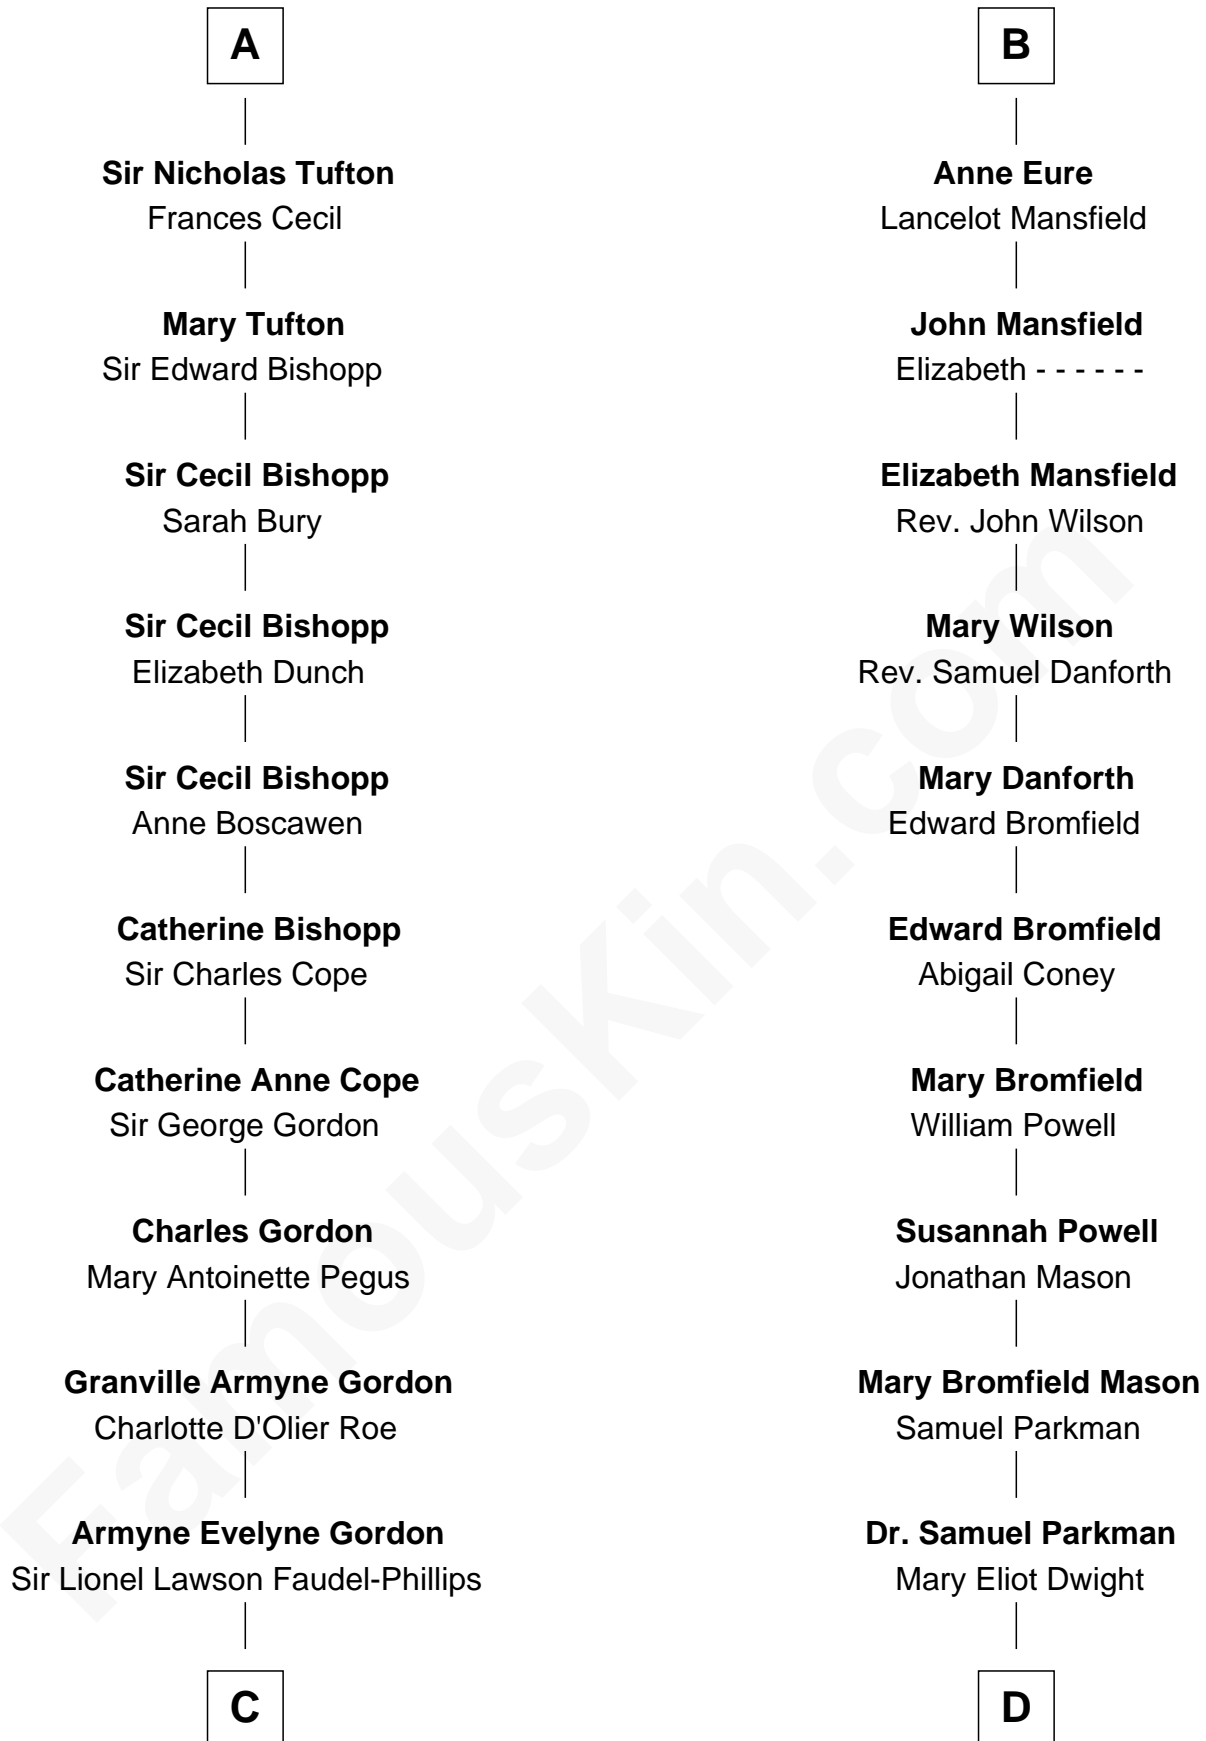 A
Sir Nicholas Tufton
Frances Cecil
Mary Tufton
Sir Edward Bishopp
Sir Cecil Bishopp
Sarah Bury
Sir Cecil Bishopp
Elizabeth Dunch
Sir Cecil Bishopp
Anne Boscawen
Catherine Bishopp
Sir Charles Cope
Catherine Anne Cope
Sir George Gordon
Charles Gordon
Mary Antoinette Pegus
Granville Armyne Gordon
Charlotte D'Olier Roe
Armyne Evelyne Gordon
Sir Lionel Lawson Faudel-Phillips
C
B
Anne Eure
Lancelot Mansfield
John Mansfield
Elizabeth - - - - - -
Elizabeth Mansfield
Rev. John Wilson
Mary Wilson
Rev. Samuel Danforth
Mary Danforth
Edward Bromfield
Edward Bromfield
Abigail Coney
Mary Bromfield
William Powell
Susannah Powell
Jonathan Mason
Mary Bromfield Mason
Samuel Parkman
Dr. Samuel Parkman
Mary Eliot Dwight
D
FamousKin.com